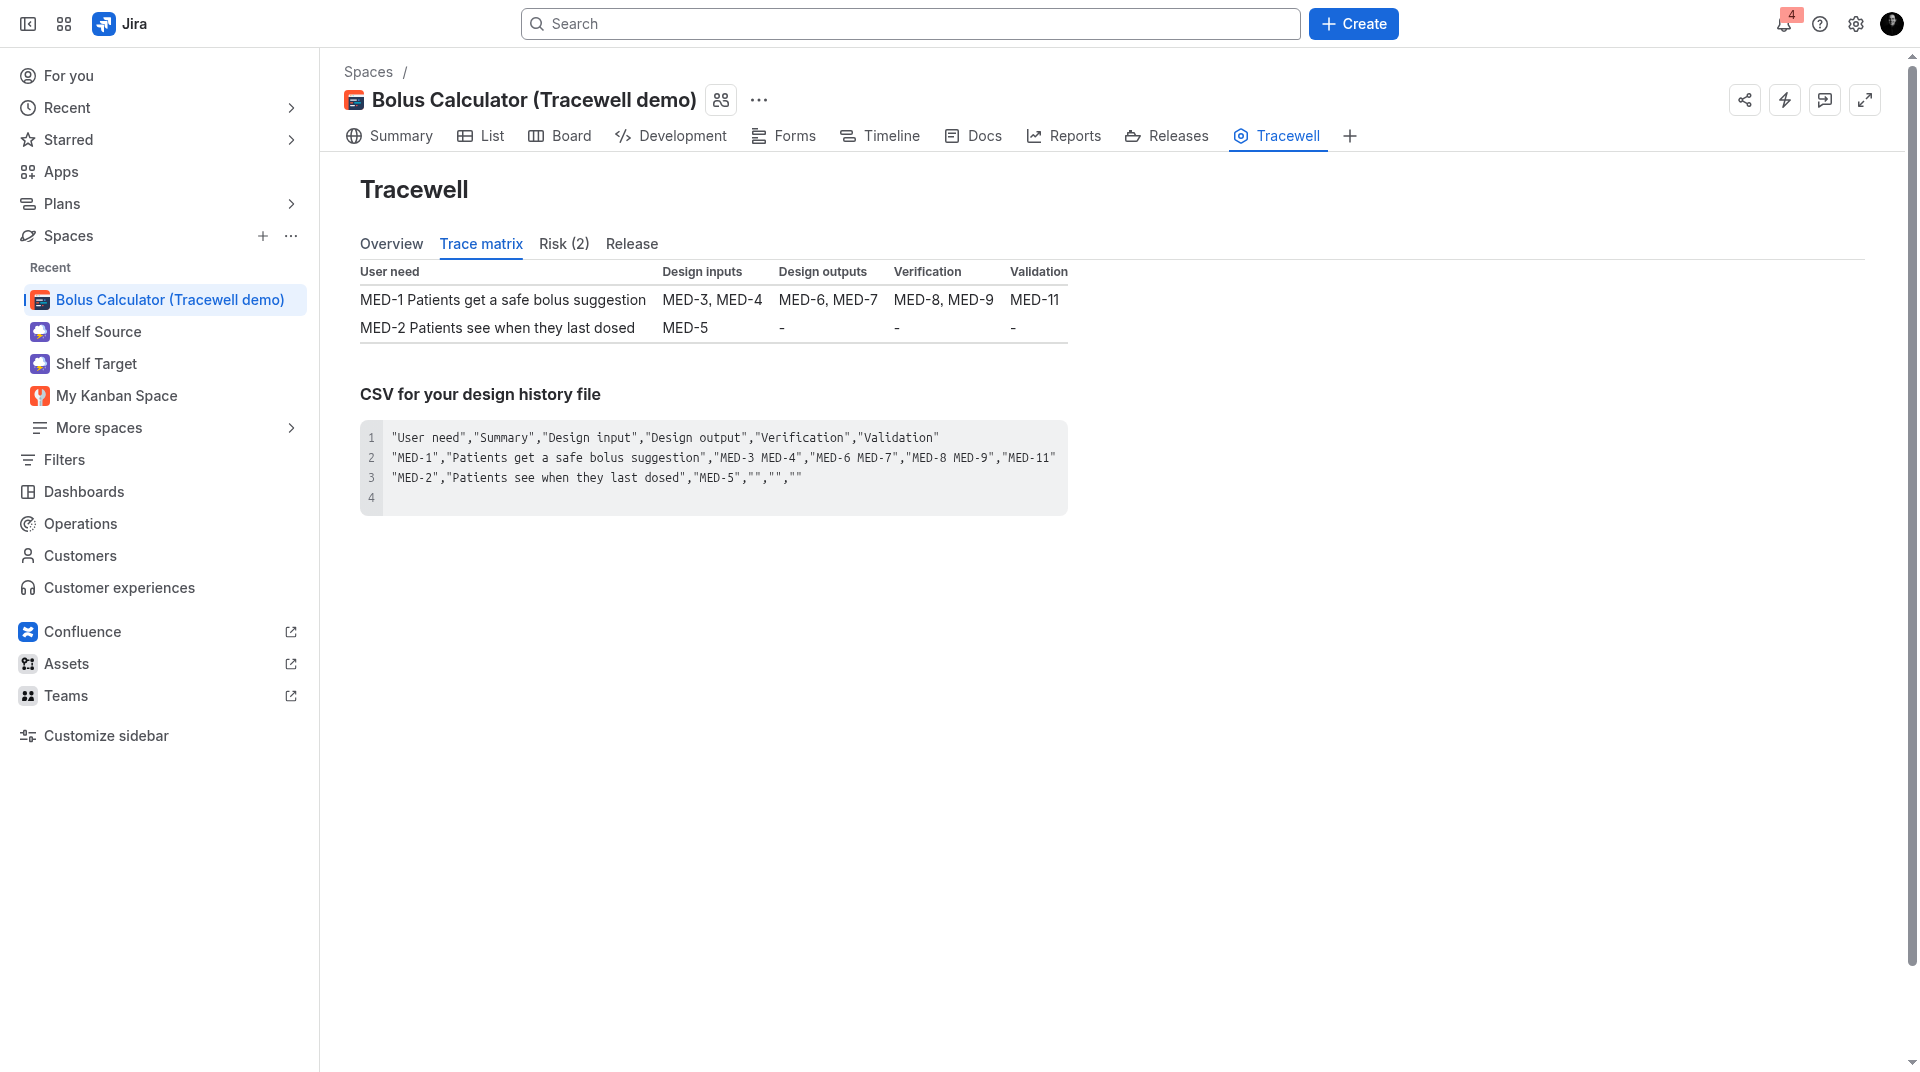 Jira
Search
Create
4
For you
Recent
Starred
Apps
Plans
Spaces
Recent
Bolus Calculator (Tracewell demo)
Shelf Source
Shelf Target
My Kanban Space
More spaces
Filters
Dashboards
Operations
Customers
Customer experiences
Confluence
Assets
Teams
Customize sidebar
Spaces /
Bolus Calculator (Tracewell demo)
Summary List Board Development Forms Timeline Docs Reports Releases Tracewell
Tracewell
Overview Trace matrix Risk (2) Release
User need Design inputs Design outputs Verification Validation
MED-1 Patients get a safe bolus suggestion MED-3, MED-4 MED-6, MED-7 MED-8, MED-9 MED-11
MED-2 Patients see when they last dosed MED-5 - - -
CSV for your design history file
1 "User need","Summary","Design input","Design output","Verification","Validation"
2 "MED-1","Patients get a safe bolus suggestion","MED-3 MED-4","MED-6 MED-7","MED-8 MED-9","MED-11"
3 "MED-2","Patients see when they last dosed","MED-5","","",""
4